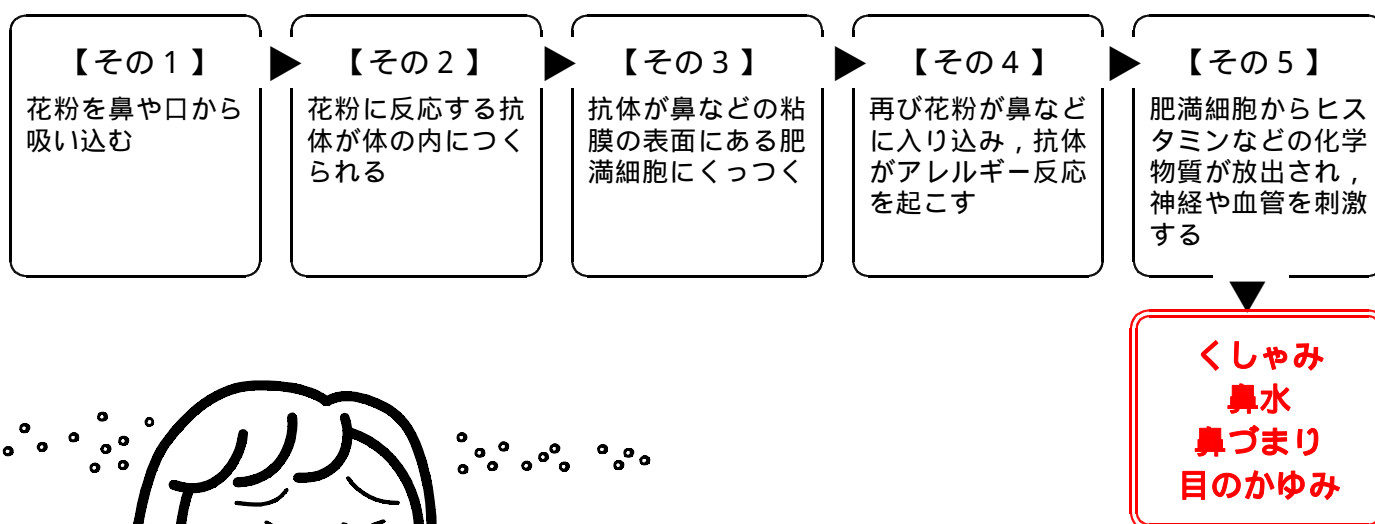 【その１】
花粉を鼻や口から
吸い込む
【その２】
花粉に反応する抗
体が体の内につく
られる
【その３】
抗体が鼻などの粘
膜の表面にある肥
満細胞にくっつく
【その４】
再び花粉が鼻など
に入り込み，抗体
がアレルギー反応
を起こす
【その５】
肥満細胞からヒス
タミンなどの化学
物質が放出され，
神経や血管を刺激
する
くしゃみ
鼻水
鼻づまり
目のかゆみ